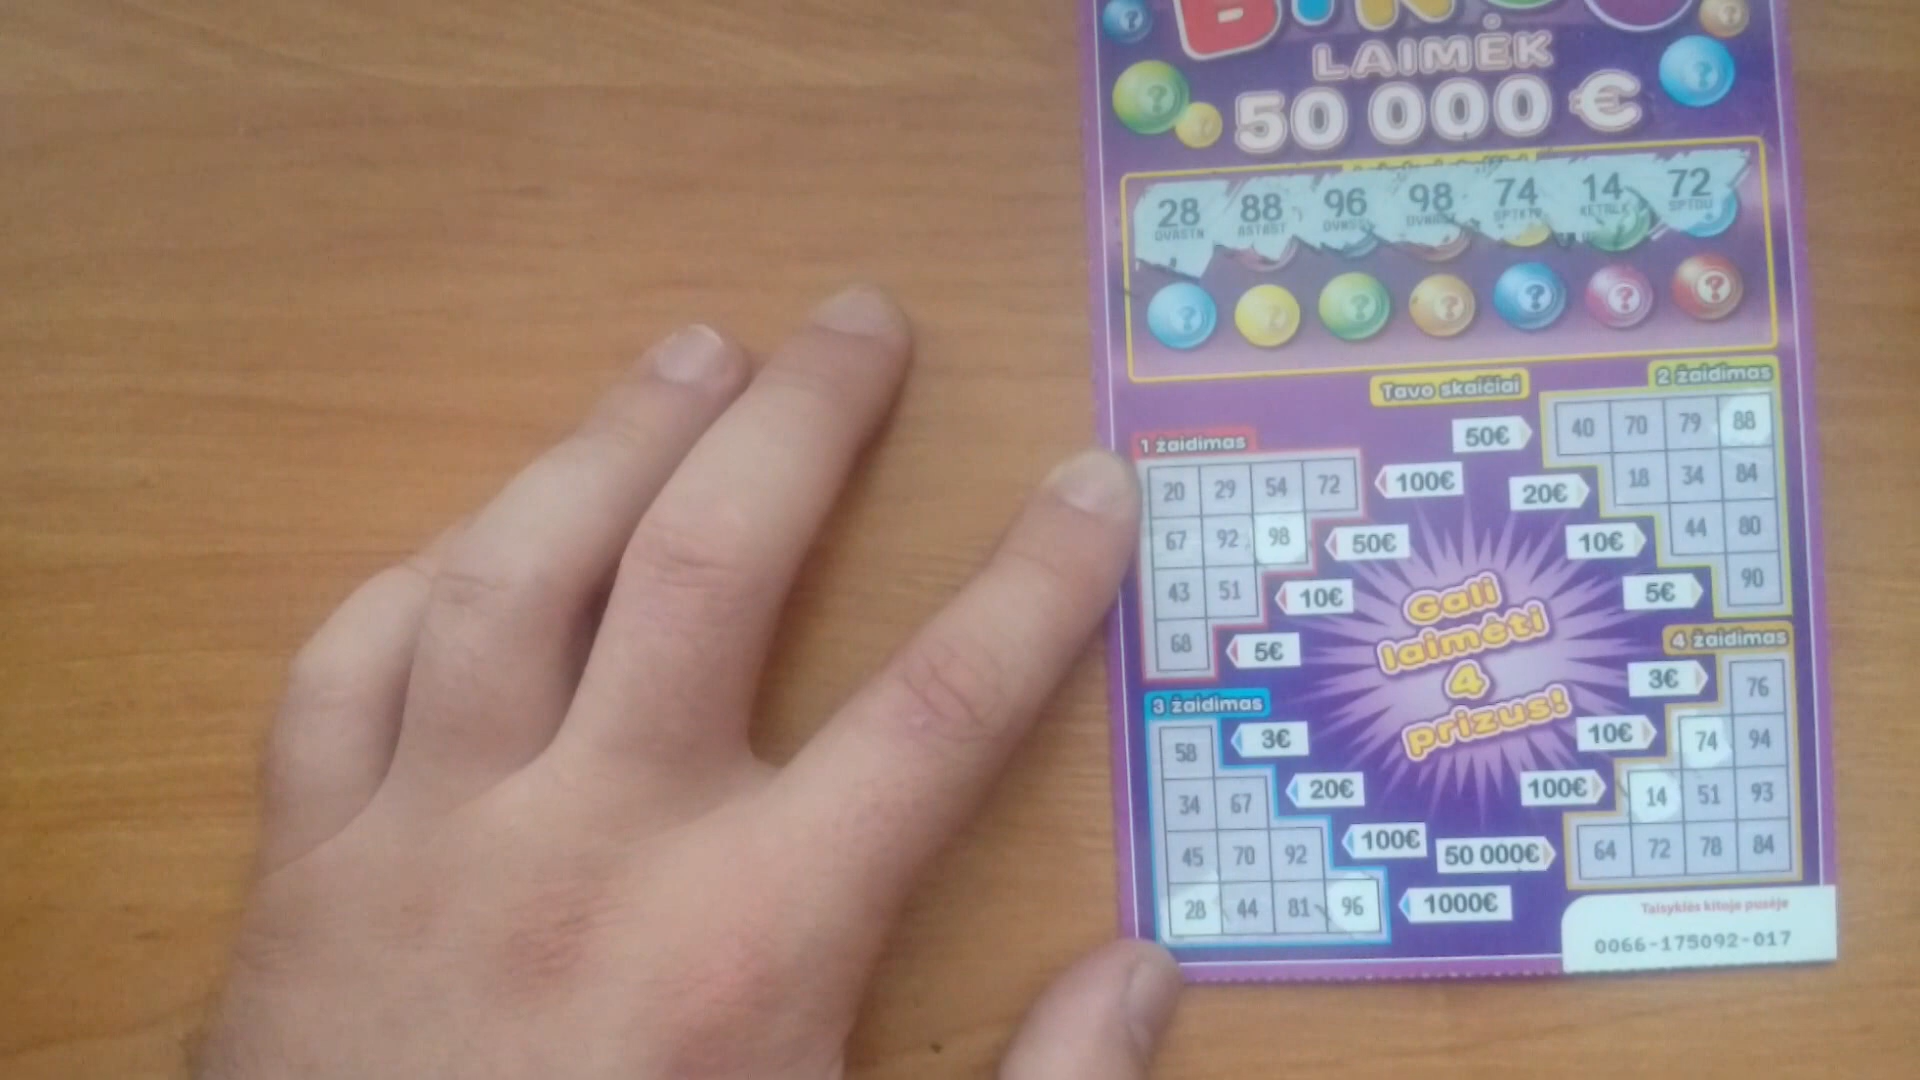 LAIMĖK
50 000 €
28 88 96 98 74 14 72
DVAŠTN AŠTAŠT
Tavo skaičiai
1 žaidimas
20 29 54 72 100€
67 92 98 50€
43 51 10€
68 5€
2 žaidimas
50€ 40 70 79 88
20€ 18 34 84
10€ 44 80
5€ 90
Gali
laimėti
4
prizus!
3 žaidimas
58 3€
34 67 20€
45 70 92 100€
28 44 81 96 1000€
4 žaidimas
3€ 76
10€ 74 94
100€ 14 51 93
50 000€ 64 72 78 84
Taisyklės kitoje pusėje
0066-175092-017